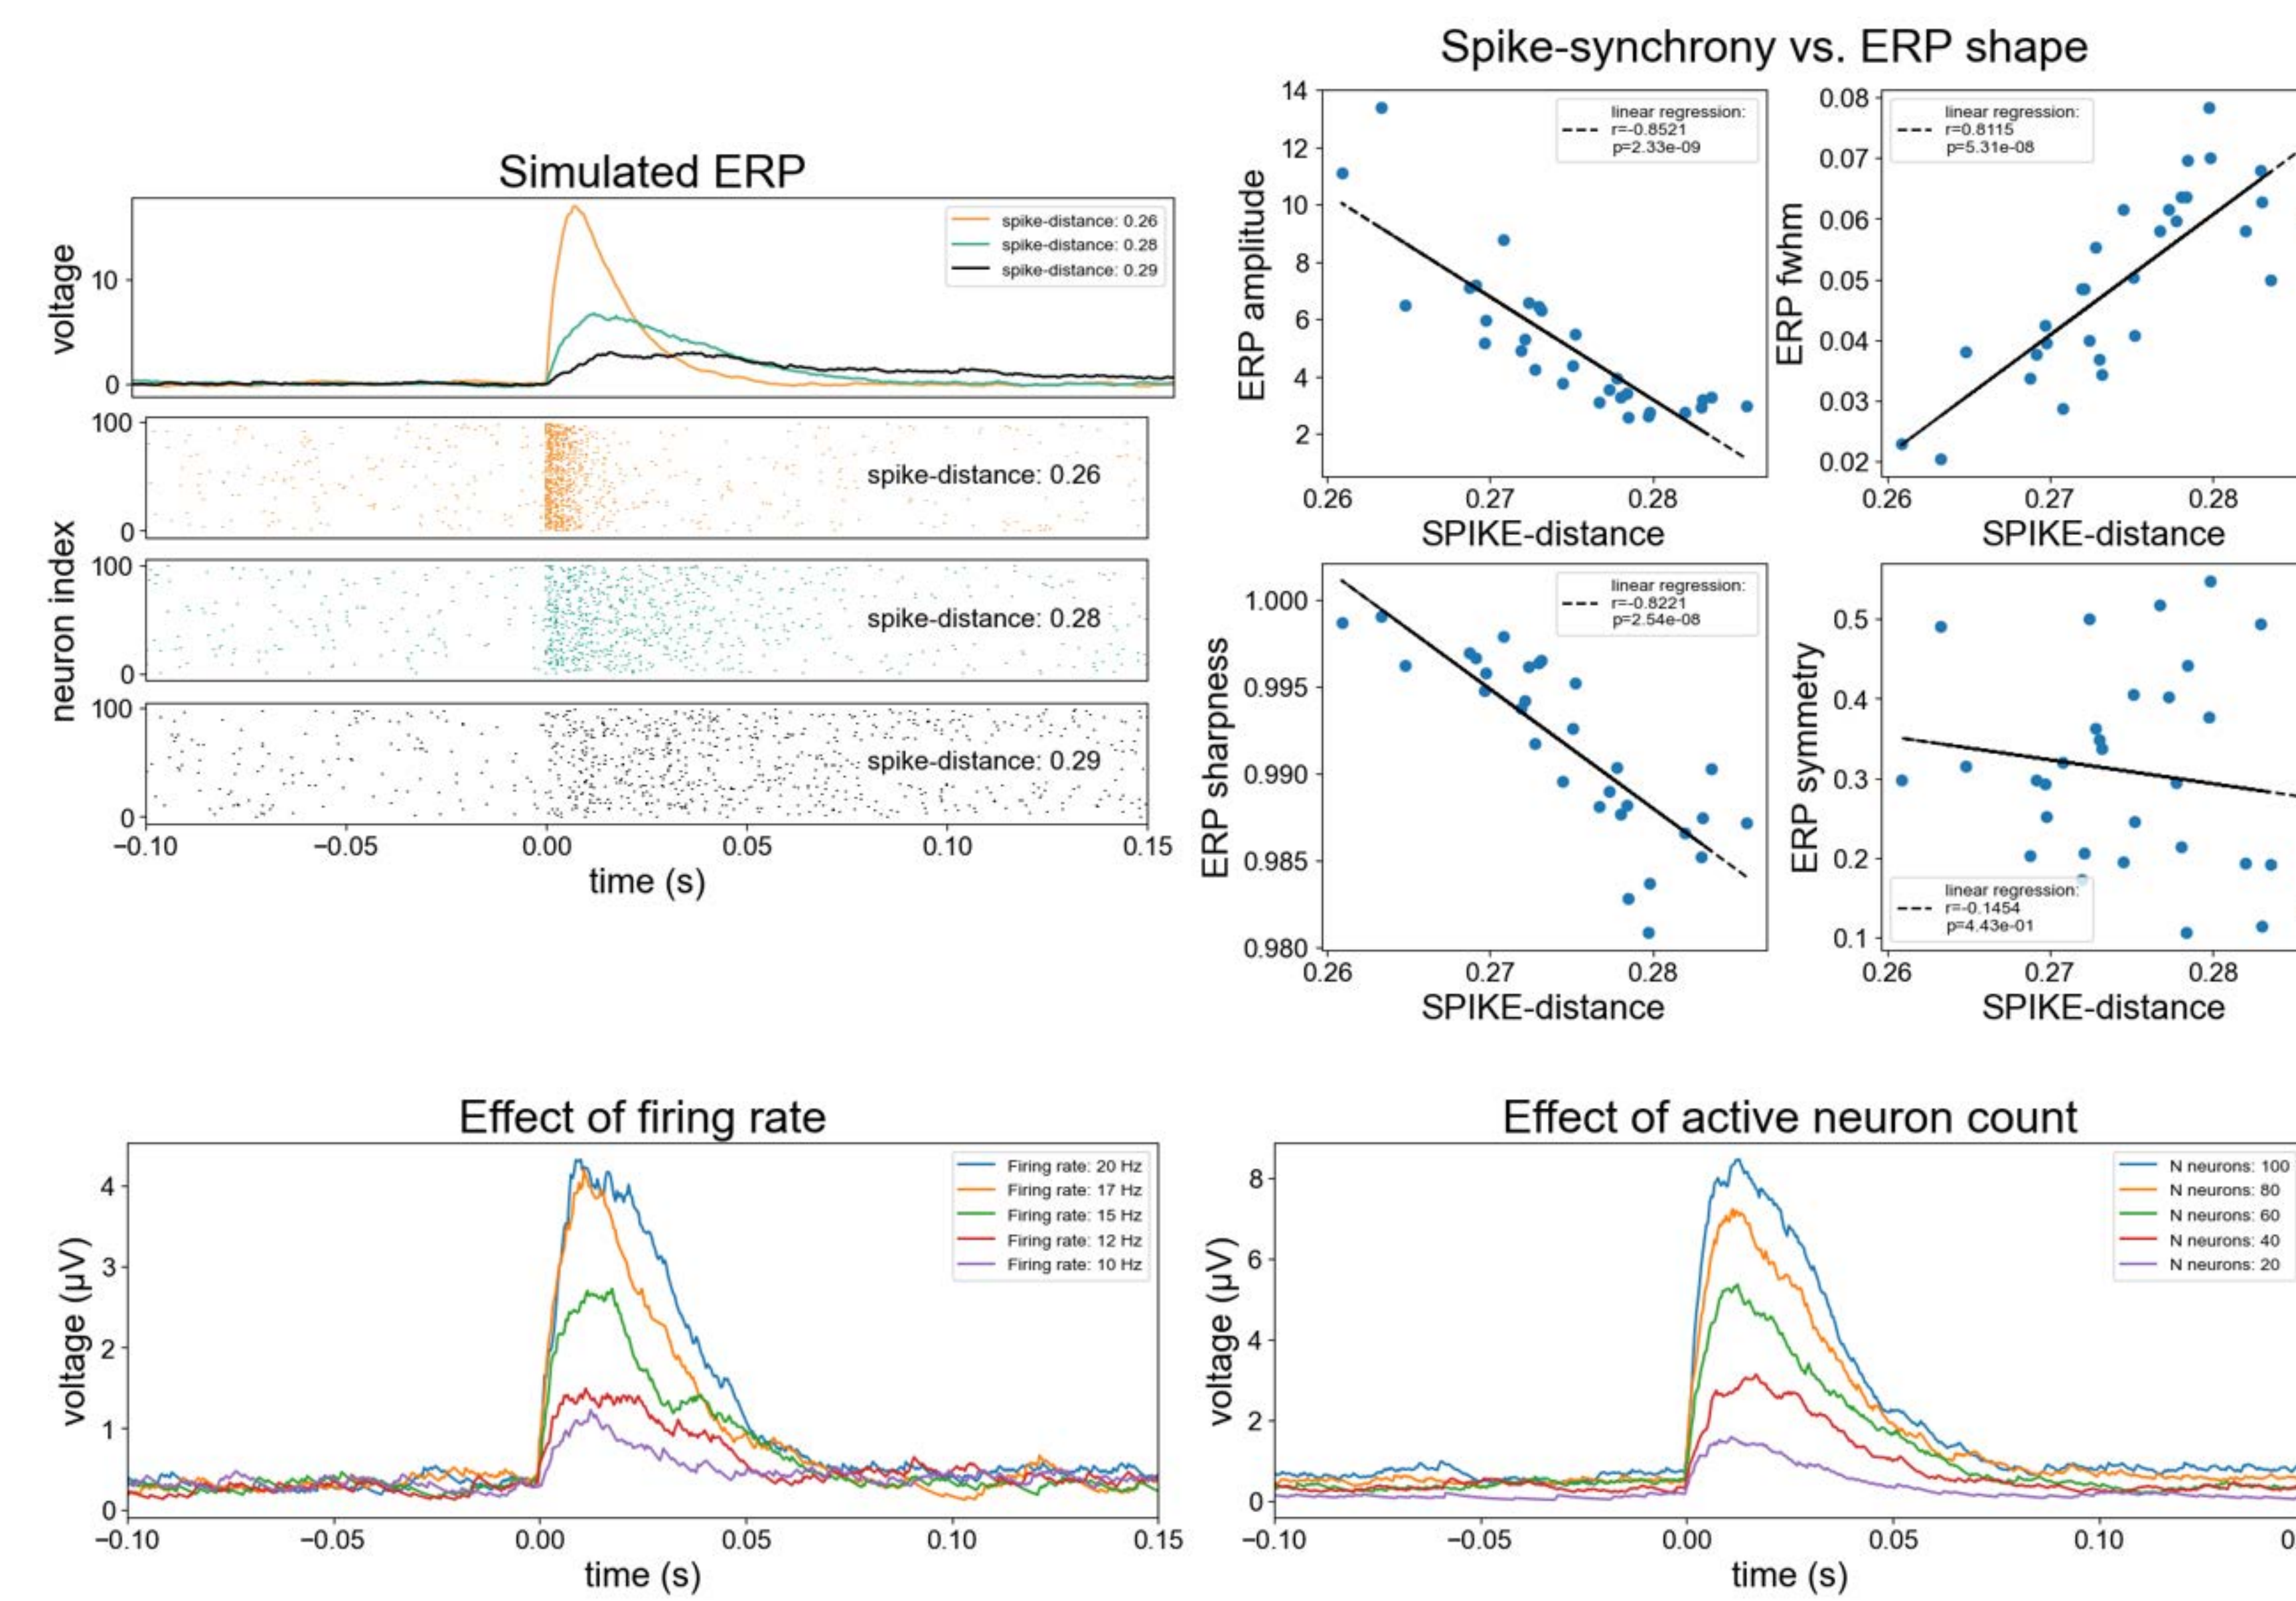 Simulated ERP
voltage
10
0
spike-distance: 0.26
spike-distance: 0.28
spike-distance: 0.29
neuron index
100
0
spike-distance: 0.26
100
0
spike-distance: 0.28
100
0
spike-distance: 0.29
−0.10 −0.05 0.00 0.05 0.10 0.15
time (s)
Spike-synchrony vs. ERP shape
ERP amplitude
14
12
10
8
6
4
2
linear regression:
r=-0.8521
p=2.33e-09
0.26 0.27 0.28
SPIKE-distance
ERP fwhm
0.08
0.07
0.06
0.05
0.04
0.03
0.02
linear regression:
r=0.8115
p=5.31e-08
0.26 0.27 0.28
SPIKE-distance
ERP sharpness
1.000
0.995
0.990
0.985
0.980
linear regression:
r=-0.8221
p=2.54e-08
0.26 0.27 0.28
SPIKE-distance
ERP symmetry
0.5
0.4
0.3
0.2
0.1
linear regression:
r=-0.1454
p=4.43e-01
0.26 0.27 0.28
SPIKE-distance
Effect of firing rate
voltage (µV)
4
3
2
1
0
Firing rate: 20 Hz
Firing rate: 17 Hz
Firing rate: 15 Hz
Firing rate: 12 Hz
Firing rate: 10 Hz
−0.10 −0.05 0.00 0.05 0.10 0.15
time (s)
Effect of active neuron count
voltage (µV)
8
6
4
2
0
N neurons: 100
N neurons: 80
N neurons: 60
N neurons: 40
N neurons: 20
−0.10 −0.05 0.00 0.05 0.10
time (s)